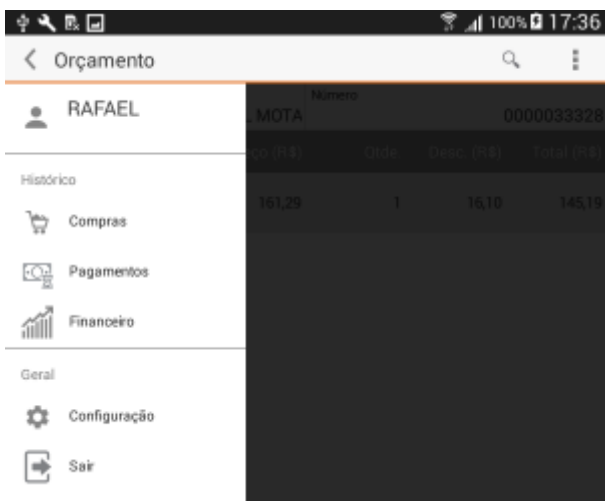 100% 17:36
Orçamento
RAFAEL
Número
L MOTA 0000033328
ço (R$) Qtde. Desc. (R$) Total (R$)
Histórico
161,29 1 16,10 145,19
Compras
Pagamentos
Financeiro
Geral
Configuração
Sair